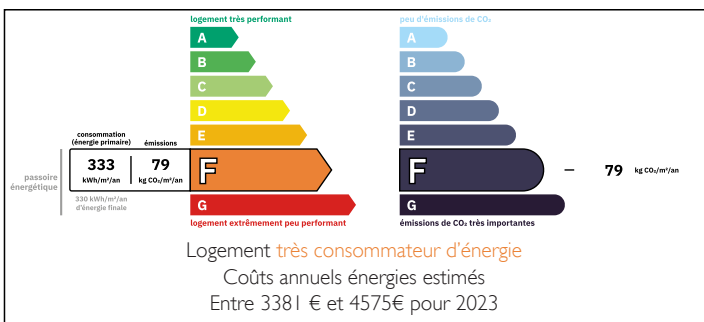 logement très performant
A
B
C
D
E
consommation
(énergie primaire)
émissions
passoire
énergétique
333
kWh/m²/an
79
kg CO₂/m²/an
F
330 kWh/m²/an
d'énergie finale
G
logement extrêmement peu performant
peu d'émissions de CO₂
A
B
C
D
E
F
79 kg CO₂/m²/an
G
émissions de CO₂ très importantes
Logement très consommateur d'énergie
Coûts annuels énergies estimés
Entre 3381 € et 4575€ pour 2023